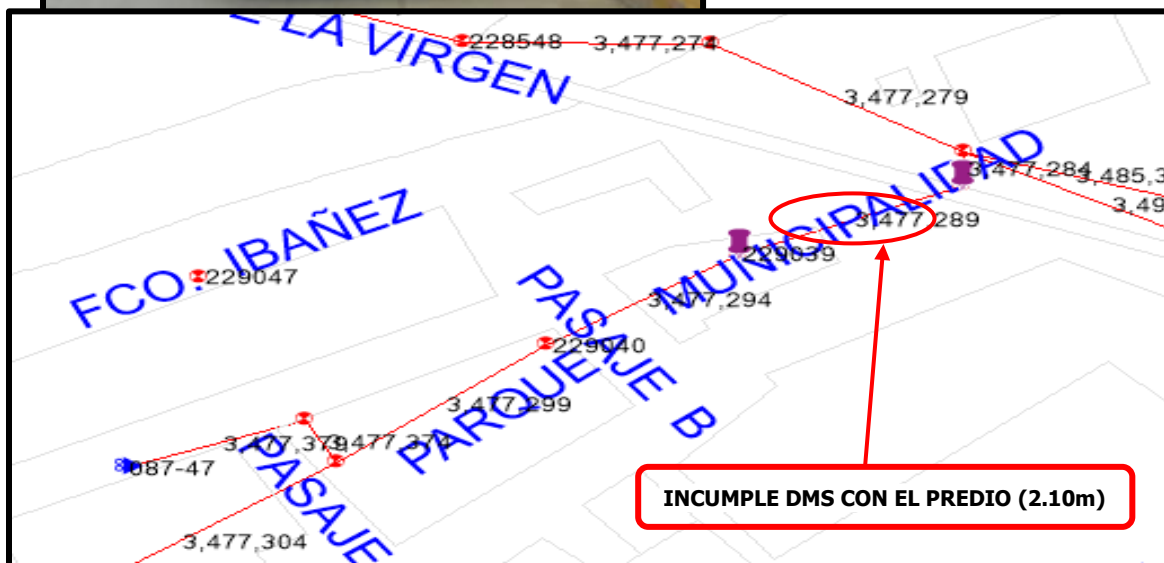 E LA VIRGEN
228548
3,477,274
3,477,279
MUNICIPALIDAD
3,477,284
3,485,3
3,49
3,477,289
FCO. IBAÑEZ
229047
229039
3,477,294
PASAJE B
229040
PARQUE
3,477,299
3,477,379
3,477,374
087-47
PASAJE
3,477,304
INCUMPLE DMS CON EL PREDIO (2.10m)